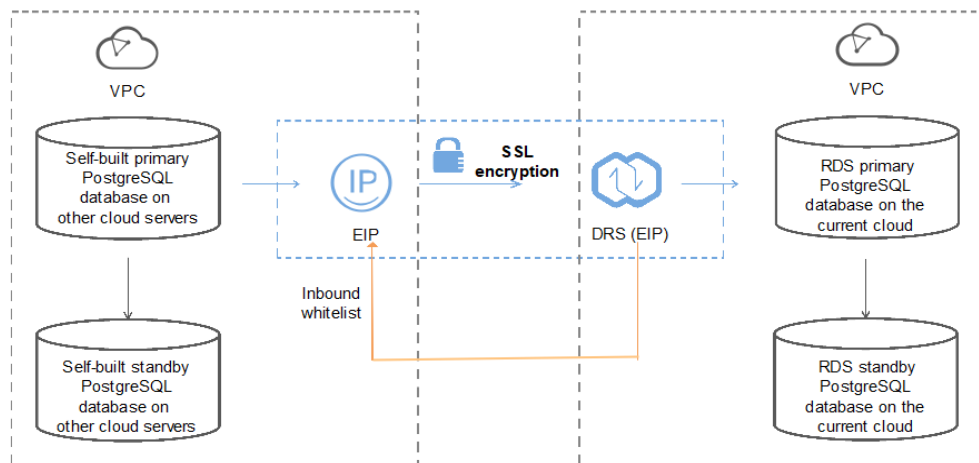 VPC
Self-built primary
PostgreSQL
database on
other cloud servers
IP
EIP
SSL
encryption
DRS (EIP)
VPC
RDS primary
PostgreSQL
database on the
current cloud
Inbound
whitelist
Self-built standby
PostgreSQL
database on
other cloud servers
RDS standby
PostgreSQL
database on the
current cloud